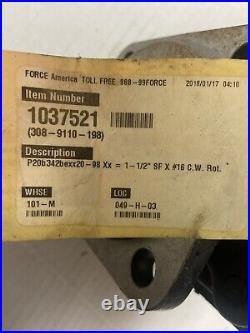 FORCE America TOLL FREE 888-99FORCE 2018/01/17 04:10
Item Number
1037521
(308-9110-198)
Description
P20b342bexx20-98 Xx = 1-1/2" SF X #16 C.W. Rot.
WHSE LOC
101-M 049-H-03